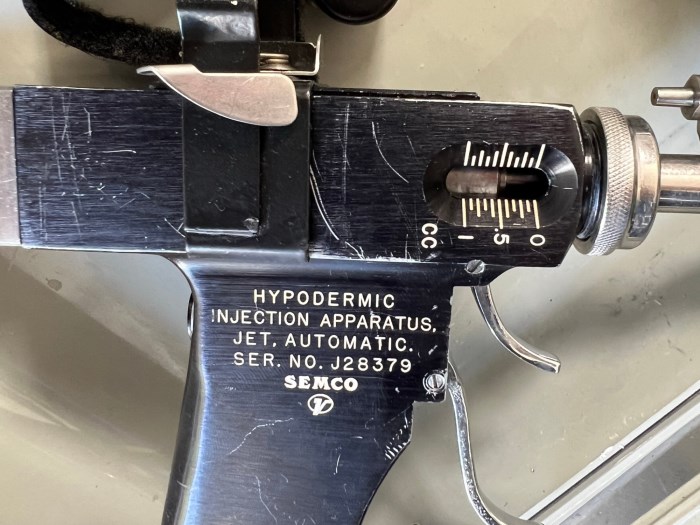 CC
1 .5 0
HYPODERMIC
INJECTION APPARATUS,
JET, AUTOMATIC.
SER. NO. J28379
SEMCO
V